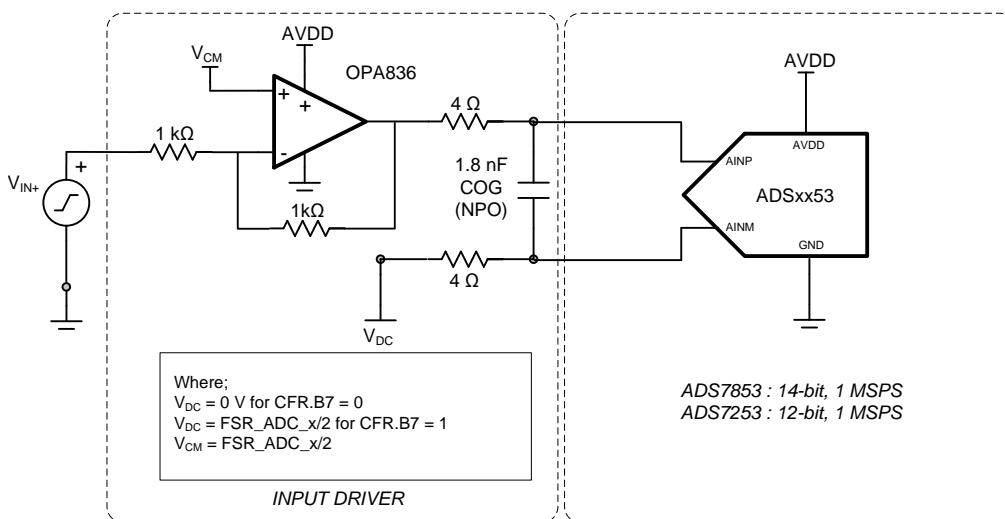 AVDD
V_CM
OPA836
+
+
-
1 kΩ
1kΩ
4 Ω
+
V_IN+
1.8 nF
COG
(NPO)
4 Ω
V_DC
AVDD
AVDD
AINP
ADSxx53
AINM
GND
Where;
V_DC = 0 V for CFR.B7 = 0
V_DC = FSR_ADC_x/2 for CFR.B7 = 1
V_CM = FSR_ADC_x/2
INPUT DRIVER
ADS7853 : 14-bit, 1 MSPS
ADS7253 : 12-bit, 1 MSPS